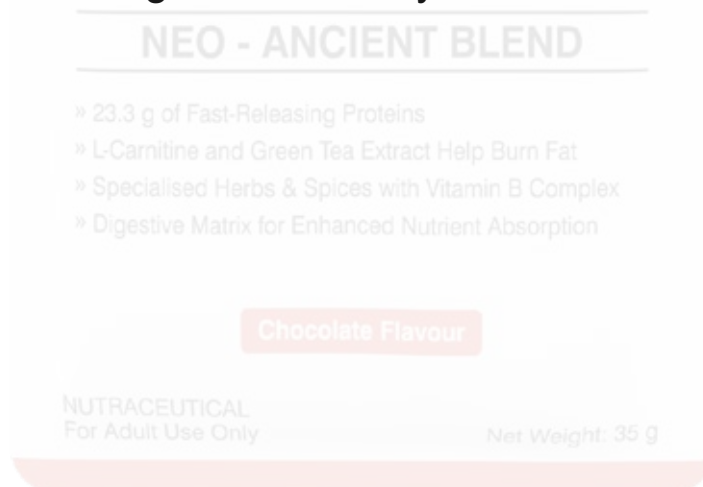 NEO - ANCIENT BLEND
» 23.3 g of Fast-Releasing Proteins
» L-Carnitine and Green Tea Extract Help Burn Fat
» Specialised Herbs & Spices with Vitamin B Complex
» Digestive Matrix for Enhanced Nutrient Absorption
Chocolate Flavour
NUTRACEUTICAL
For Adult Use Only
Net Weight: 35 g